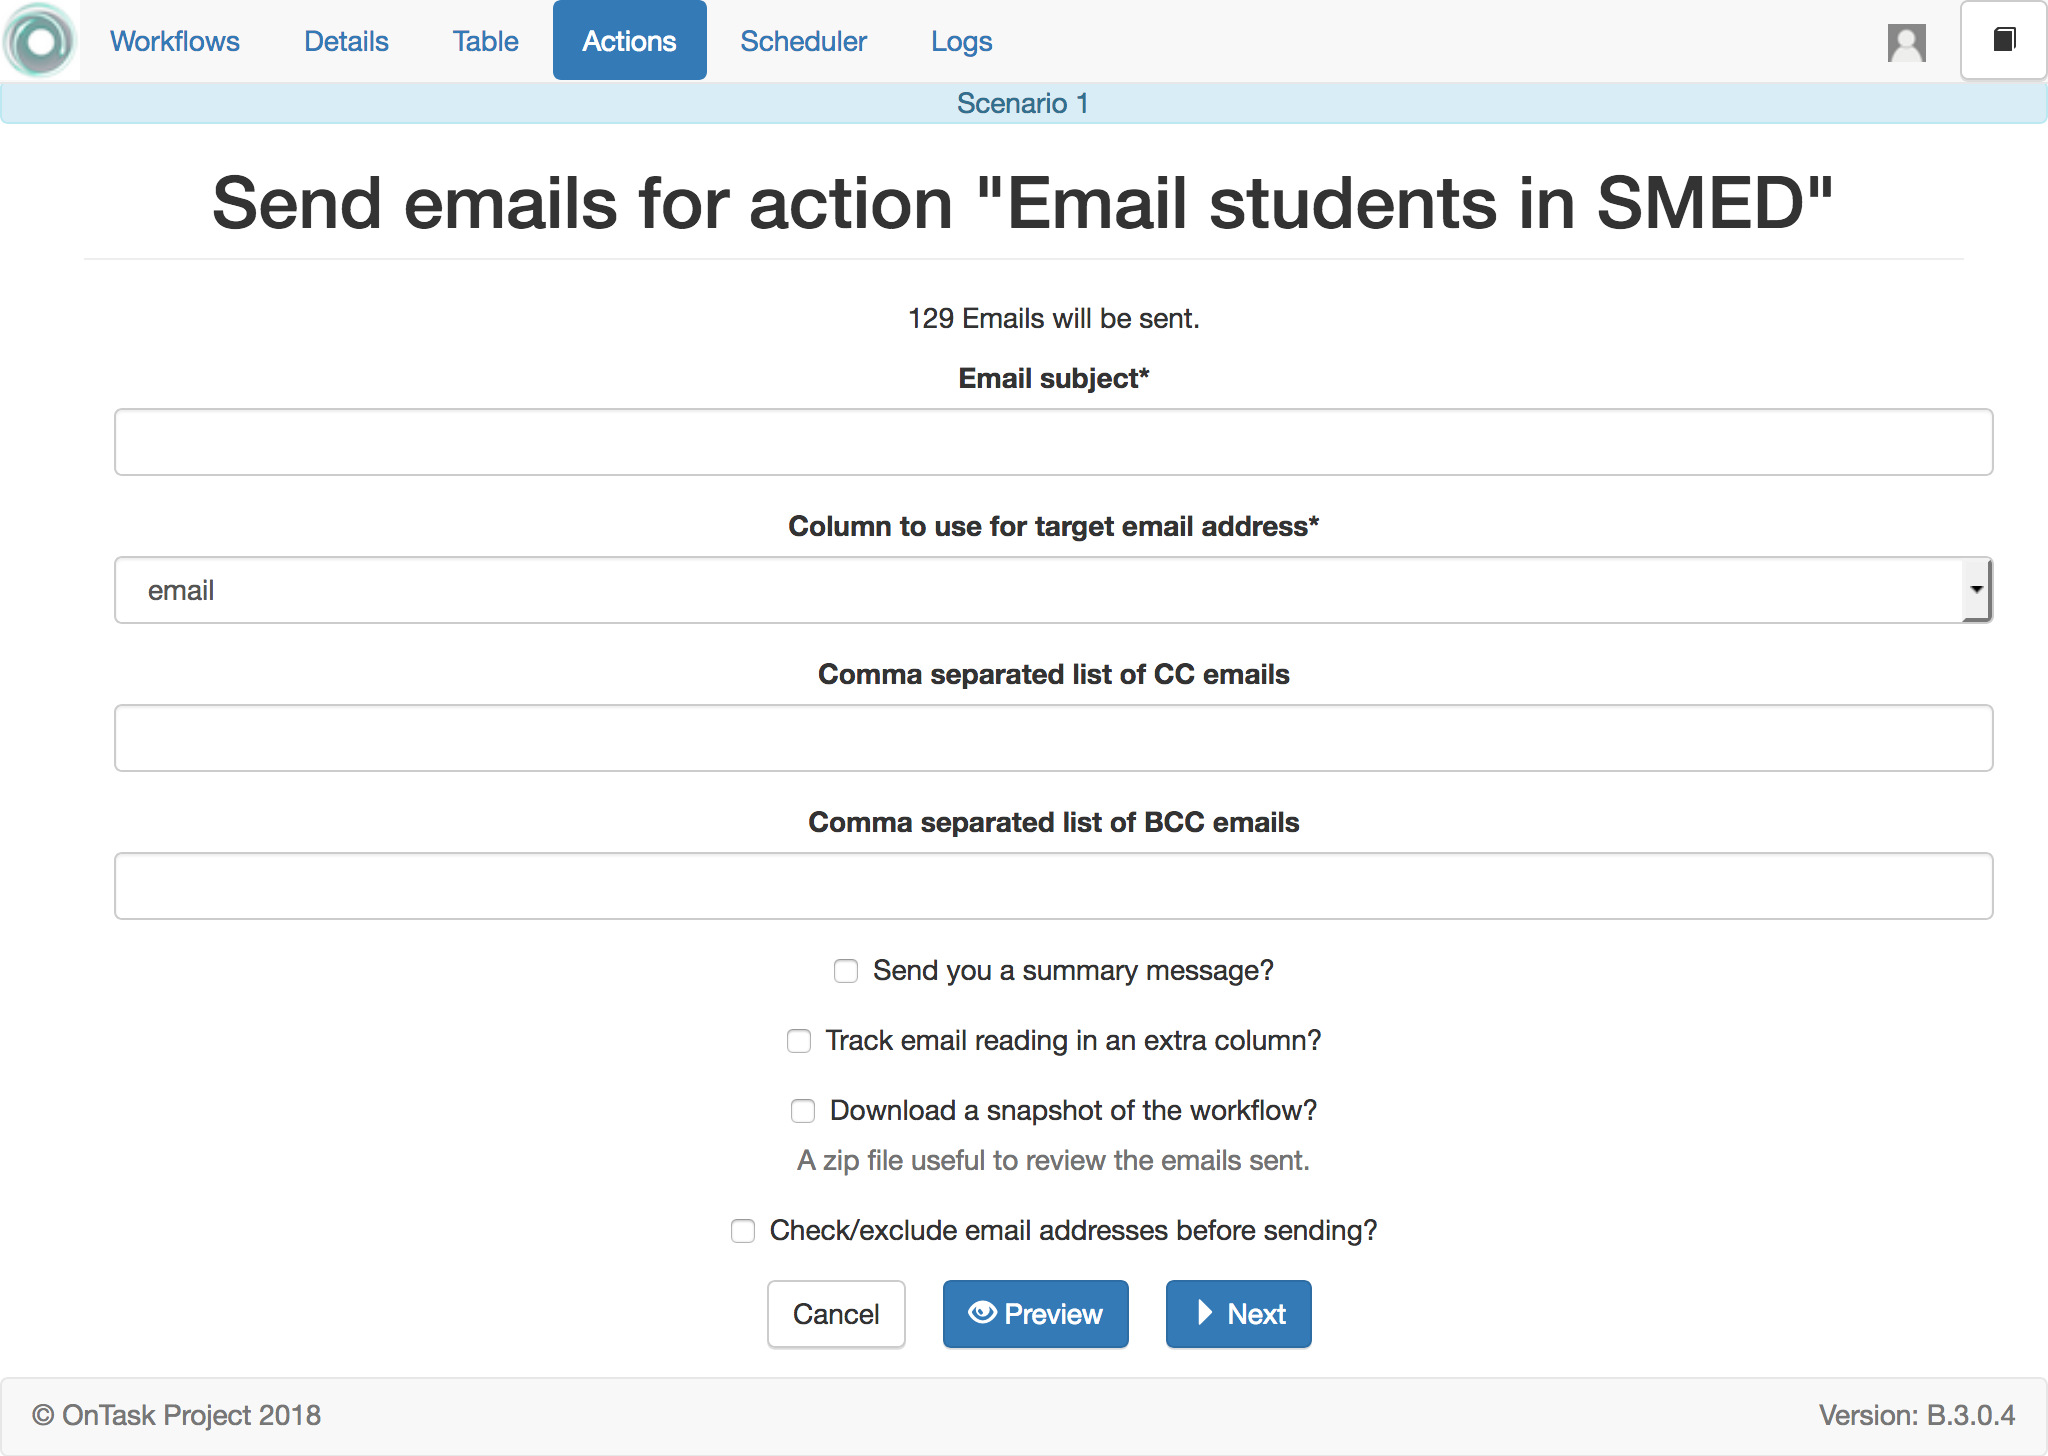 Workflows Details Table Actions Scheduler Logs
Scenario 1
Send emails for action "Email students in SMED"
129 Emails will be sent.
Email subject*
Column to use for target email address*
email
Comma separated list of CC emails
Comma separated list of BCC emails
Send you a summary message?
Track email reading in an extra column?
Download a snapshot of the workflow?
A zip file useful to review the emails sent.
Check/exclude email addresses before sending?
Cancel Preview Next
© OnTask Project 2018 Version: B.3.0.4